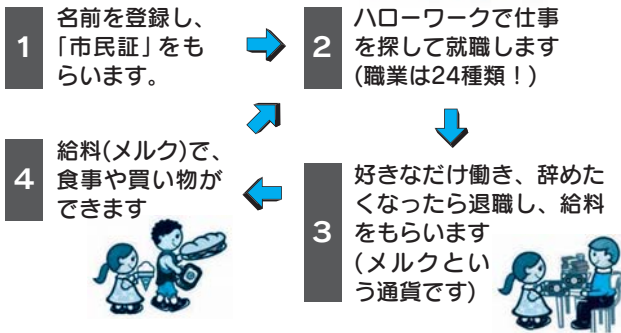 1
名前を登録し、
「市民証」をも
らいます。
2
ハローワークで仕事
を探して就職します
(職業は24種類！)
3
好きなだけ働き、辞めた
くなったら退職し、給料
をもらいます
(メルクとい
う通貨です)
4
給料(メルク)で、
食事や買い物が
できます